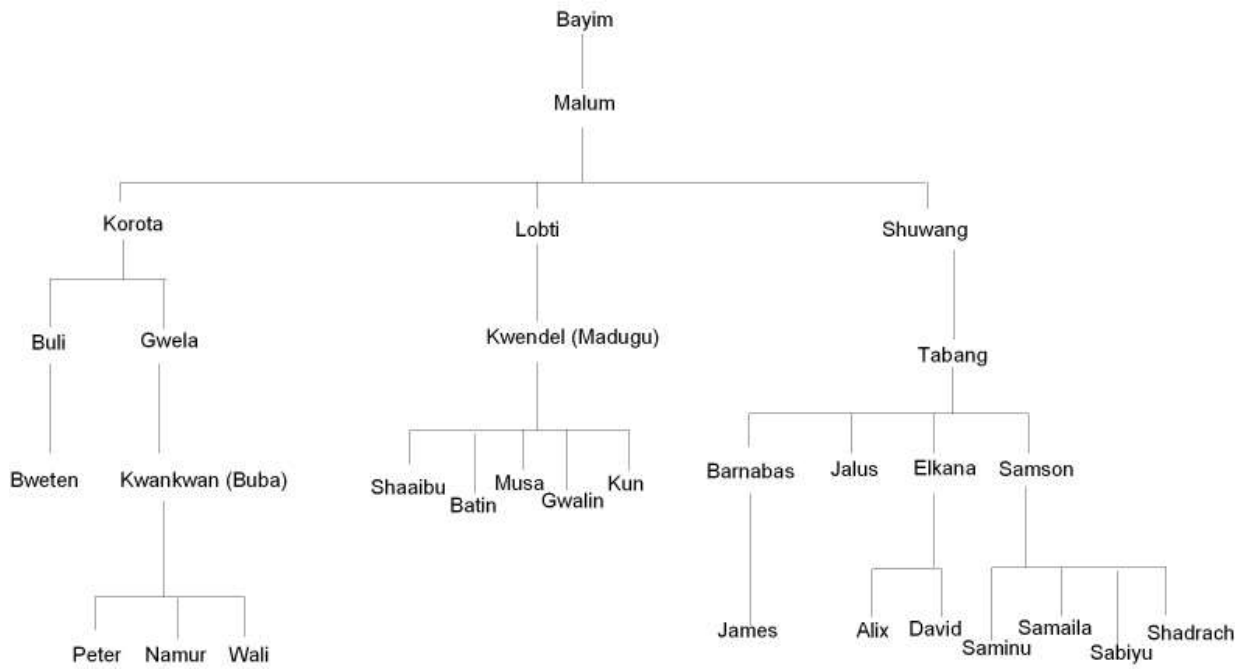 Bayim
Malum
Korota
Lobti
Shuwang
Buli
Gwela
Kwendel (Madugu)
Tabang
Bweten
Kwankwan (Buba)
Shaaibu
Batin
Musa
Gwalin
Kun
Barnabas
Jalus
Elkana
Samson
Peter
Namur
Wali
James
Alix
David
Saminu
Samaila
Sabiyu
Shadrach